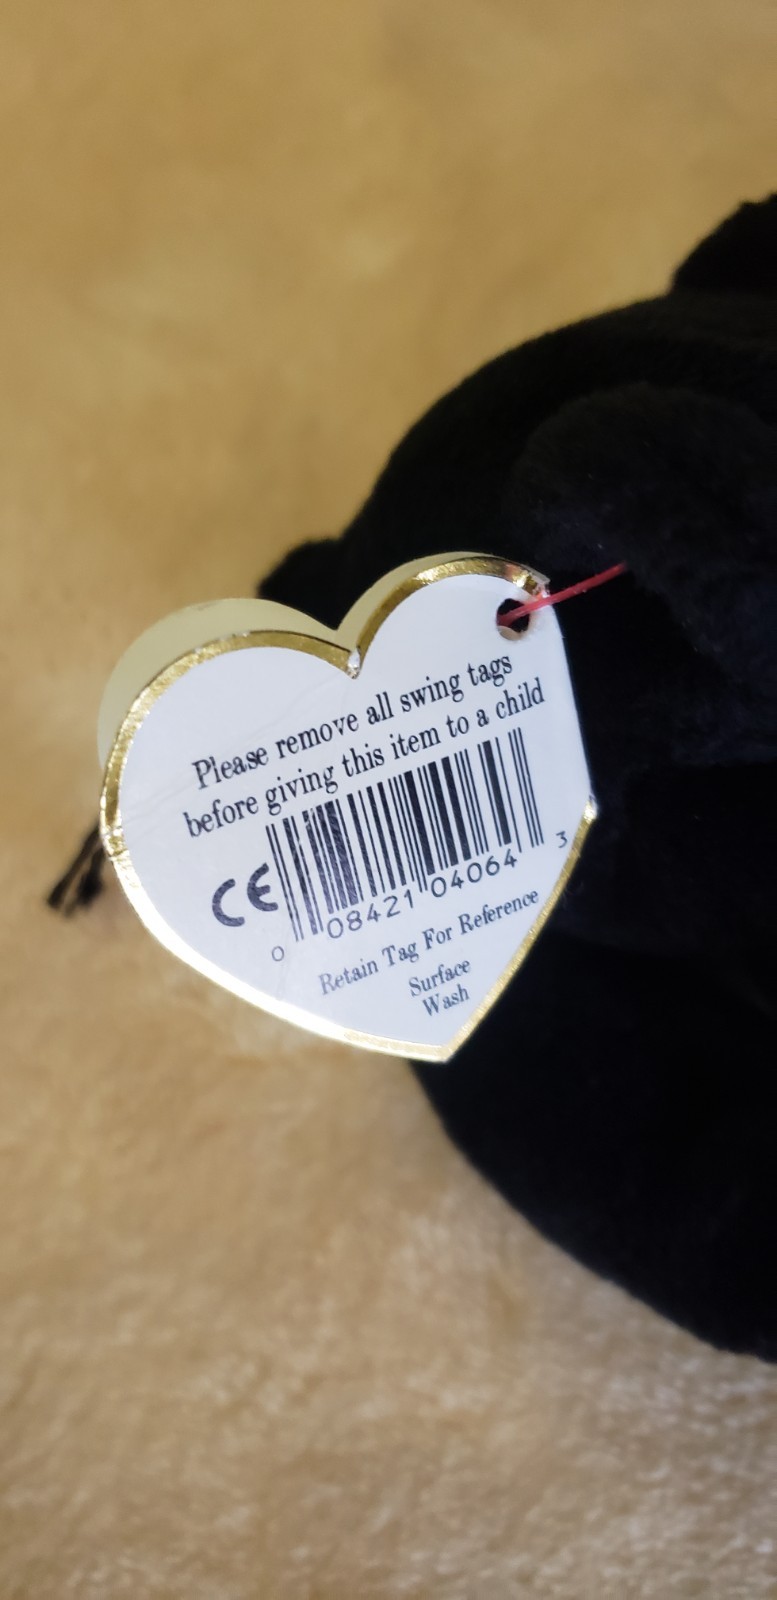 Please remove all swing tags
before giving this item to a child
CE
0 08421 04064 3
Retain Tag For Reference
Surface
Wash